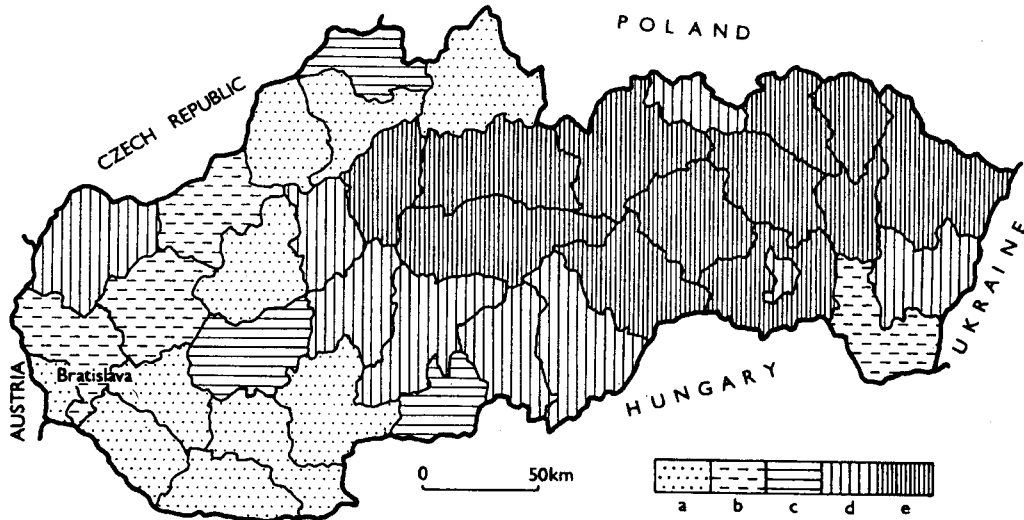 POLAND
CZECH REPUBLIC
UKRAINE
Bratislava
AUSTRIA
HUNGARY
0 50km
a b c d e